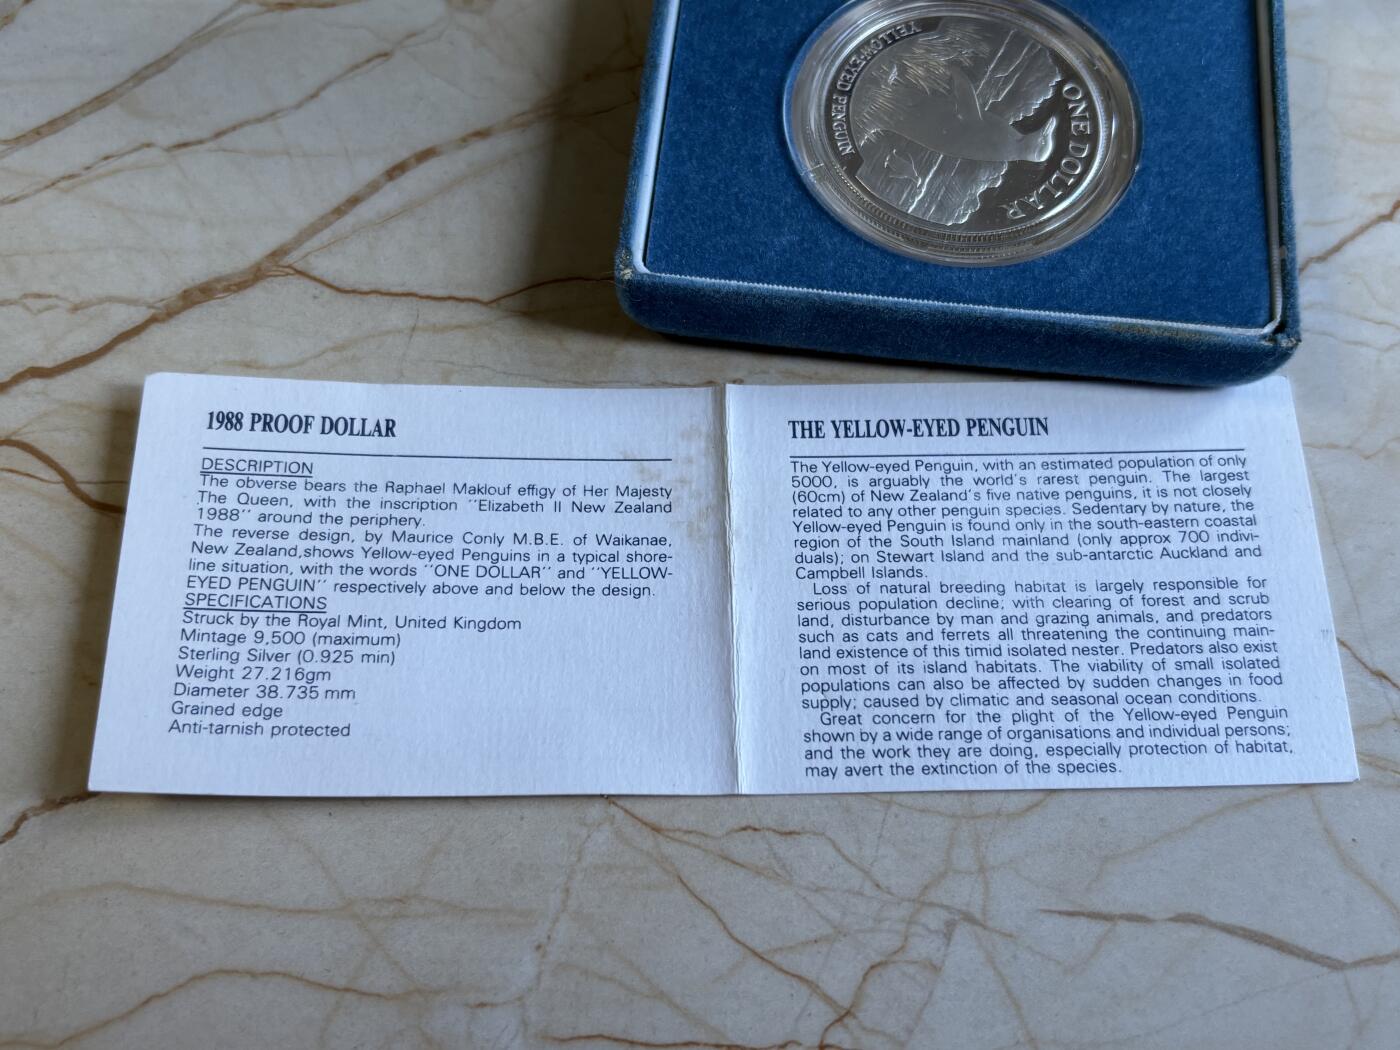 YELLOW-EYED PENGUIN
ONE DOLLAR
1988 PROOF DOLLAR
DESCRIPTION
The obverse bears the Raphael Maklouf effigy of Her Majesty
The Queen, with the inscription "Elizabeth II New Zealand
1988" around the periphery.
The reverse design, by Maurice Conly M.B.E. of Waikanae,
New Zealand,shows Yellow-eyed Penguins in a typical shore-
line situation, with the words "ONE DOLLAR" and "YELLOW-
EYED PENGUIN" respectively above and below the design.
SPECIFICATIONS
Struck by the Royal Mint, United Kingdom
Mintage 9,500 (maximum)
Sterling Silver (0.925 min)
Weight 27.216gm
Diameter 38.735 mm
Grained edge
Anti-tarnish protected
THE YELLOW-EYED PENGUIN
The Yellow-eyed Penguin, with an estimated population of only
5000, is arguably the world's rarest penguin. The largest
(60cm) of New Zealand's five native penguins, it is not closely
related to any other penguin species. Sedentary by nature, the
Yellow-eyed Penguin is found only in the south-eastern coastal
region of the South Island mainland (only approx 700 indivi-
duals); on Stewart Island and the sub-antarctic Auckland and
Campbell Islands.
Loss of natural breeding habitat is largely responsible for
serious population decline; with clearing of forest and scrub
land, disturbance by man and grazing animals, and predators
such as cats and ferrets all threatening the continuing main-
land existence of this timid isolated nester. Predators also exist
on most of its island habitats. The viability of small isolated
populations can also be affected by sudden changes in food
supply; caused by climatic and seasonal ocean conditions.
Great concern for the plight of the Yellow-eyed Penguin
shown by a wide range of organisations and individual persons;
and the work they are doing, especially protection of habitat,
may avert the extinction of the species.